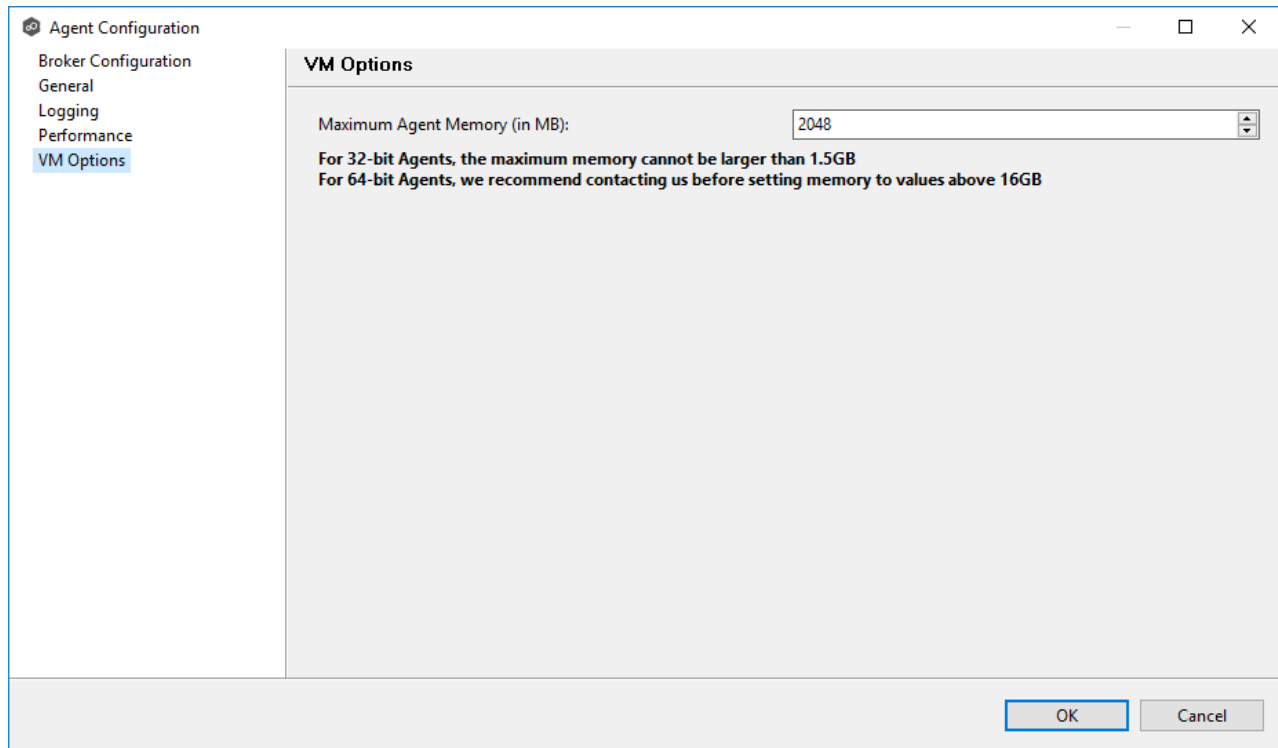 Agent Configuration
Broker Configuration
General
Logging
Performance
VM Options
VM Options
Maximum Agent Memory (in MB):
2048
For 32-bit Agents, the maximum memory cannot be larger than 1.5GB
For 64-bit Agents, we recommend contacting us before setting memory to values above 16GB
OK
Cancel